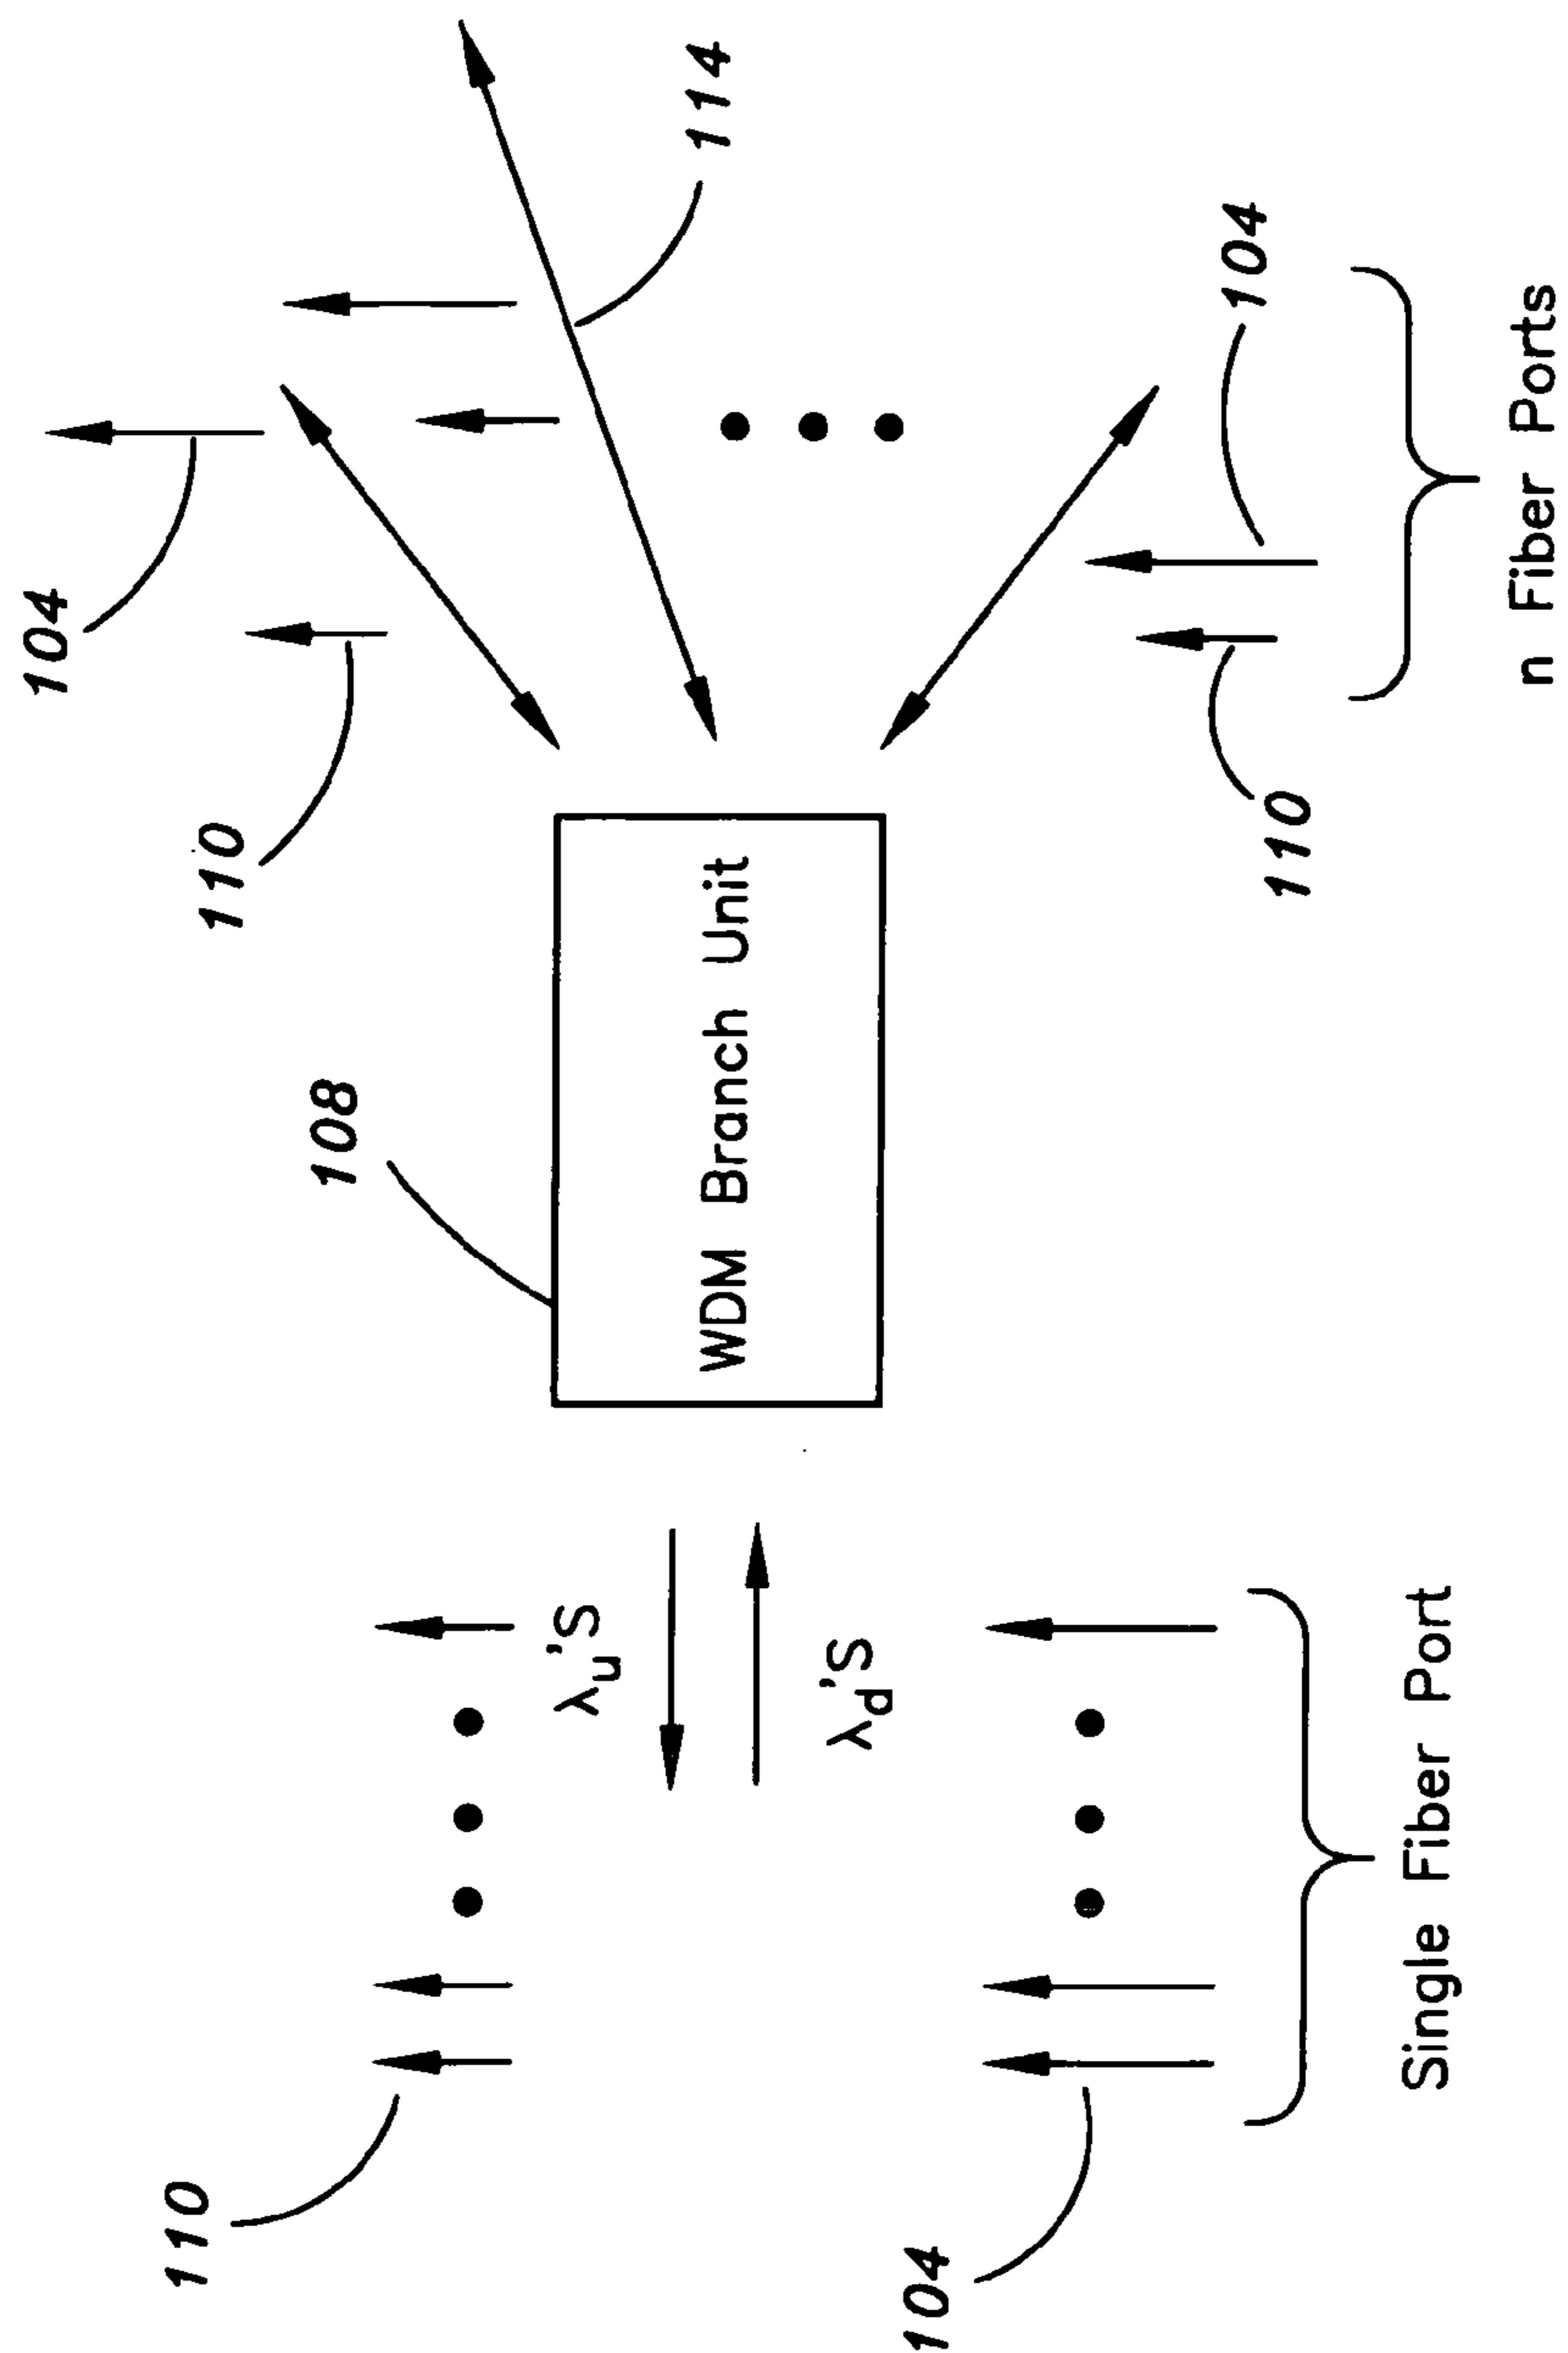 104
110
114
108
WDM Branch Unit
110
λu's
λd's
104
104
110
Single Fiber Port
n Fiber Ports